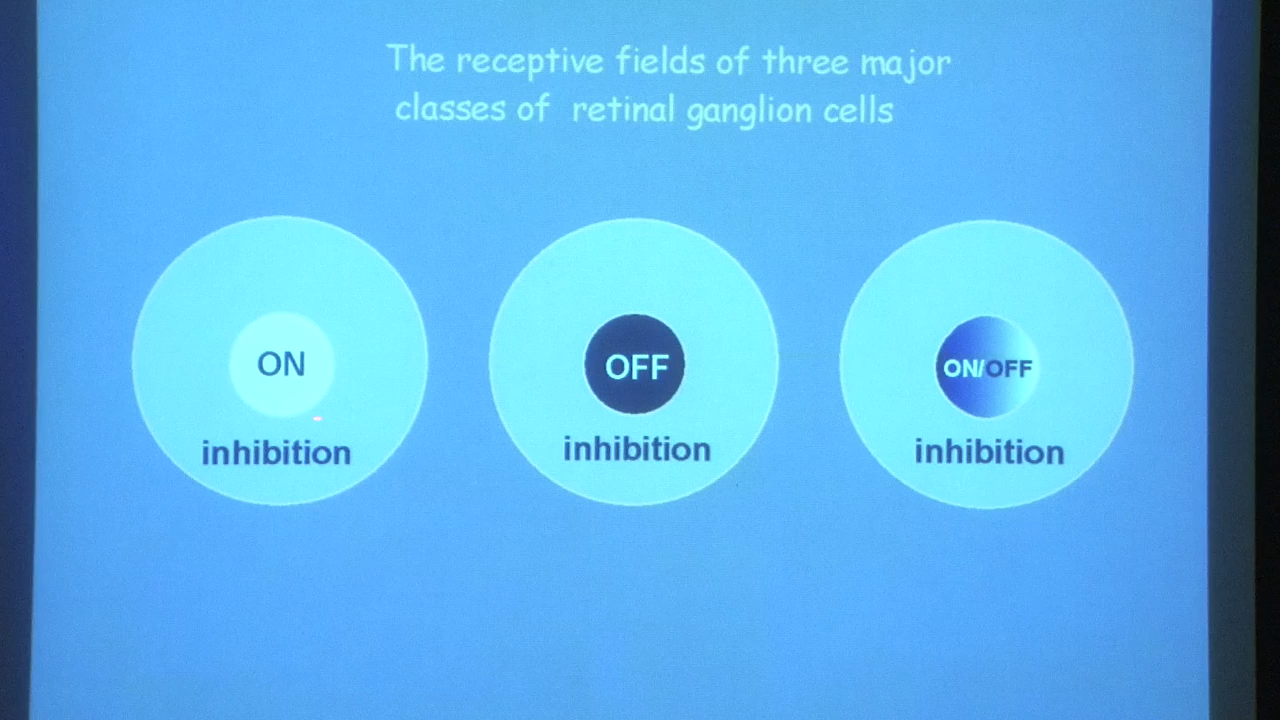 The receptive fields of three major
classes of retinal ganglion cells
ON
OFF
ON/OFF
inhibition
inhibition
inhibition